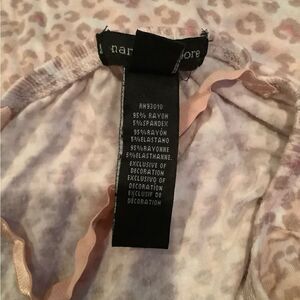 RN93010
95% RAYON
5%SPANDEX
95%RAYÓN
5%ELASTANO
95%RAYONNE
5%ELASTHANNE.
EXCLUSIVE OF
DECORATION
EXCLUSIVO DE
DECORATION
EXCLUSIF DE
DECORATION